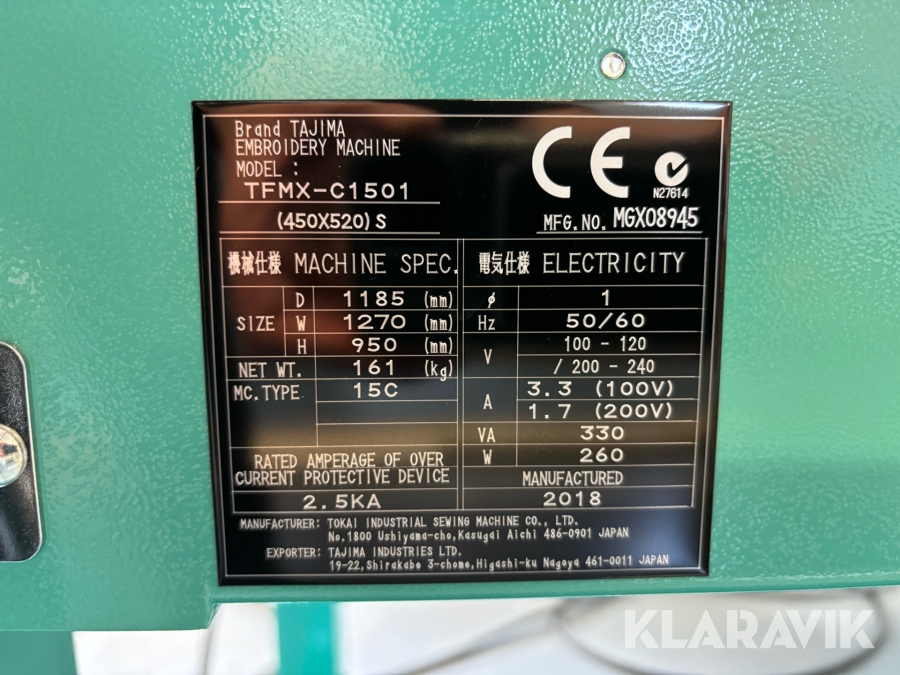 Brand TAJIMA
EMBROIDERY MACHINE
MODEL :
TFMX-C1501
(450X520) S
CE
N27614
MFG.NO. MGX08945
機械仕様 MACHINE SPEC.
SIZE D 1185 (mm)
W 1270 (mm)
H 950 (mm)
NET WT. 161 (kg)
MC.TYPE 15C
RATED AMPERAGE OF OVER
CURRENT PROTECTIVE DEVICE
2.5KA
電気仕様 ELECTRICITY
φ 1
Hz 50/60
V 100 - 120
/ 200 - 240
A 3.3 (100V)
1.7 (200V)
VA 330
W 260
MANUFACTURED
2018
MANUFACTURER: TOKAI INDUSTRIAL SEWING MACHINE CO., LTD.
No.1800 Ushiyama-cho,Kasugai Aichi 486-0901 JAPAN
EXPORTER: TAJIMA INDUSTRIES LTD.
19-22,Shirakabe 3-chome,Higashi-ku Nagoya 461-0011 JAPAN
KLARAVIK